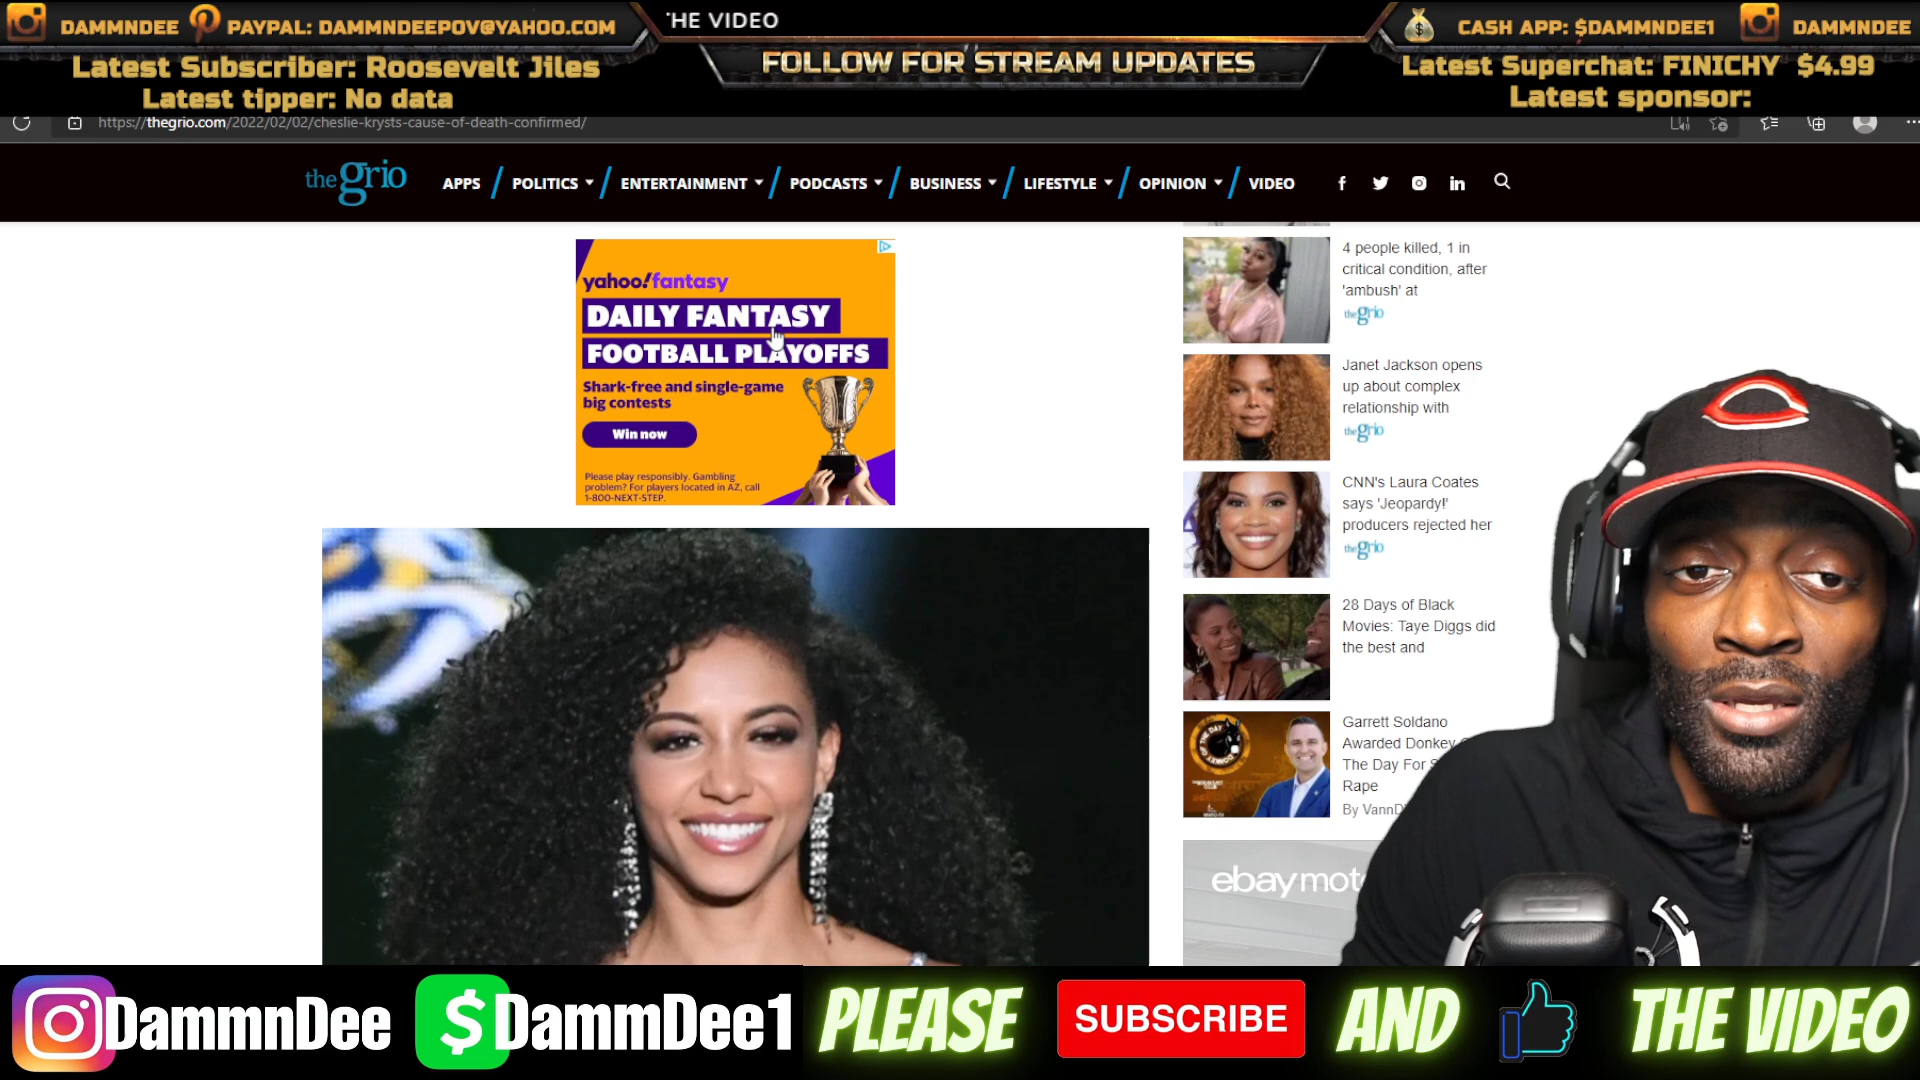 DAMMNDEE PAYPAL: DAMMNDEEPOV@YAHOO.COM
'HE VIDEO
CASH APP: $DAMMNDEE1 DAMMNDEE
FOLLOW FOR STREAM UPDATES
Latest Subscriber: Roosevelt Jiles
Latest tipper: No data
Latest Superchat: FINICHY $4.99
Latest sponsor:
https://thegrio.com/2022/02/02/cheslie-krysts-cause-of-death-confirmed/
thegrio
APPS / POLITICS / ENTERTAINMENT / PODCASTS / BUSINESS / LIFESTYLE / OPINION / VIDEO
yahoo!fantasy
DAILY FANTASY
FOOTBALL PLAYOFFS
Shark-free and single-game
big contests
Win now
Please play responsibly. Gambling
problem? For players located in AZ, call
1-800-NEXT-STEP.
4 people killed, 1 in
critical condition, after
'ambush' at
thegrio
Janet Jackson opens
up about complex
relationship with
thegrio
CNN's Laura Coates
says 'Jeopardy!'
producers rejected her
thegrio
28 Days of Black
Movies: Taye Diggs did
the best and
Garrett Soldano
Awarded Donkey
The Day For
Rape
By
ebay
DammnDee
$ DammDee1
PLEASE
SUBSCRIBE
AND
THE VIDEO